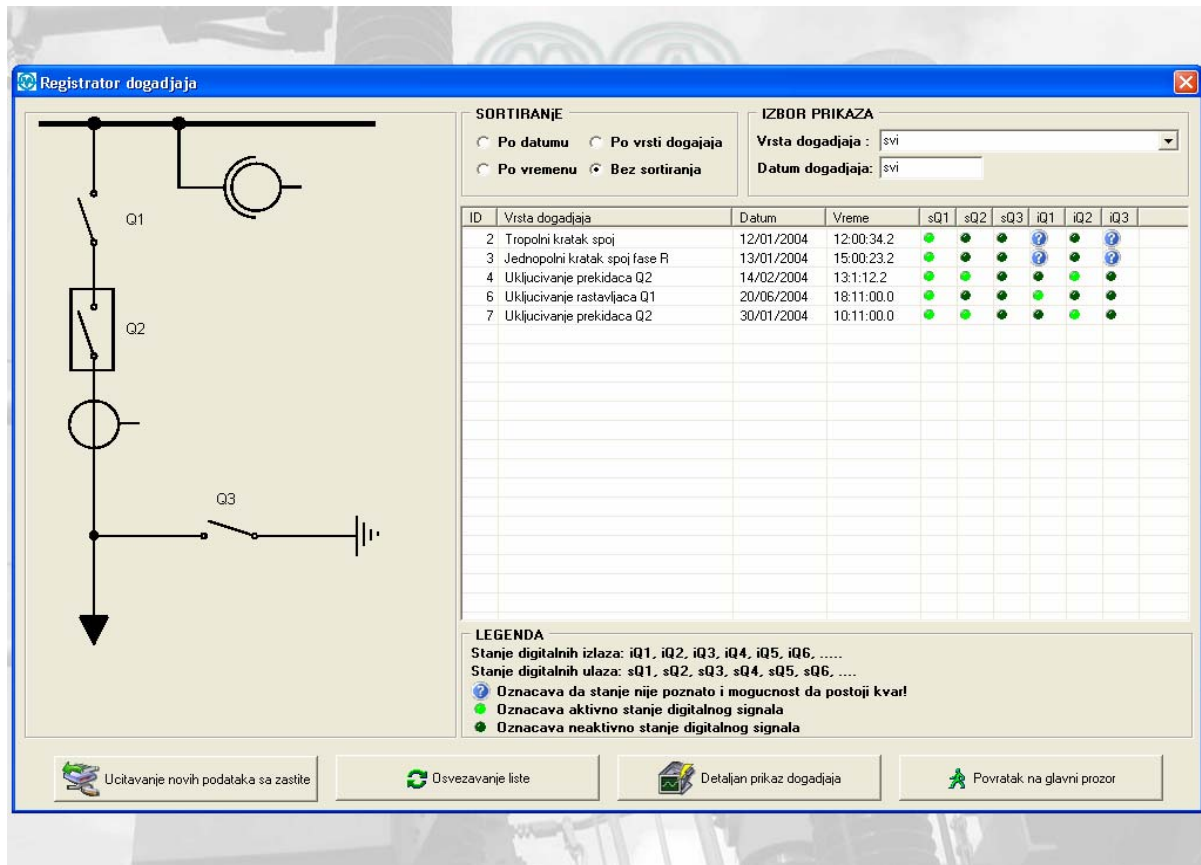 Registrator dogadjaja
Q1
Q2
Q3
SORTIRANjE
Po datumu Po vrsti dogajaja
Po vremenu Bez sortiranja
IZBOR PRIKAZA
Vrsta dogadjaja : svi
Datum dogadjaja: svi
ID Vrsta dogadjaja Datum Vreme sQ1 sQ2 sQ3 iQ1 iQ2 iQ3
2 Tropolni kratak spoj 12/01/2004 12:00:34.2
3 Jednopolni kratak spoj fase R 13/01/2004 15:00:23.2
4 Ukljucivanje prekidaca Q2 14/02/2004 13:1:12.2
6 Ukljucivanje rastavljaca Q1 20/06/2004 18:11:00.0
7 Ukljucivanje prekidaca Q2 30/01/2004 10:11:00.0
LEGENDA
Stanje digitalnih izlaza: iQ1, iQ2, iQ3, iQ4, iQ5, iQ6, .....
Stanje digitalnih ulaza: sQ1, sQ2, sQ3, sQ4, sQ5, sQ6, ....
Oznacava da stanje nije poznato i mogucnost da postoji kvar!
Oznacava aktivno stanje digitalnog signala
Oznacava neaktivno stanje digitalnog signala
Ucitavanje novih podataka sa zastite
Osvezavanje liste
Detaljan prikaz dogadjaja
Povratak na glavni prozor